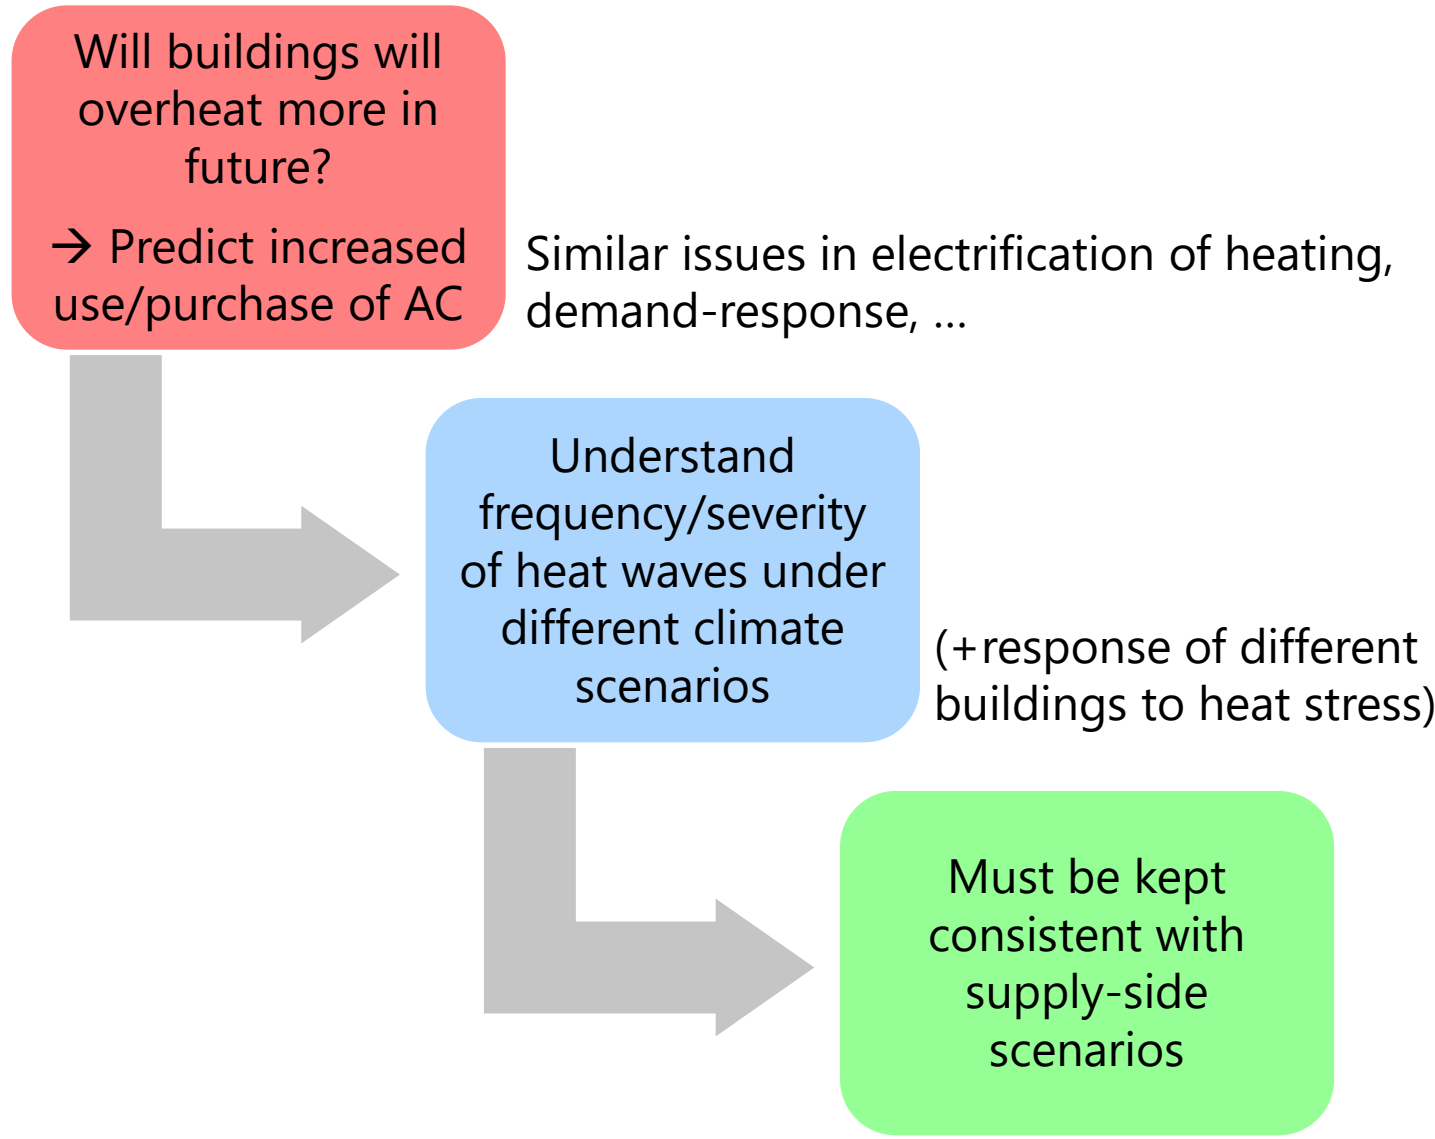 Will buildings will
overheat more in
future?
→ Predict increased
use/purchase of AC
Similar issues in electrification of heating,
demand-response, …
Understand
frequency/severity
of heat waves under
different climate
scenarios
(+response of different
buildings to heat stress)
Must be kept
consistent with
supply-side
scenarios